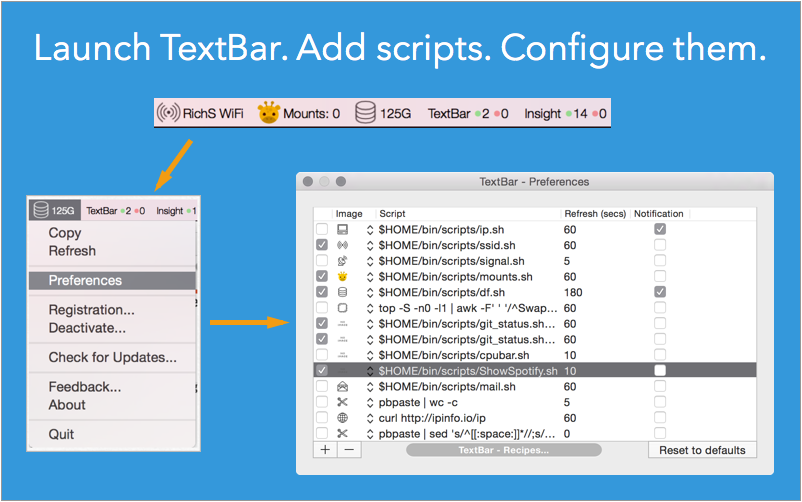 Launch TextBar. Add scripts. Configure them.
RichS WiFi Mounts: 0 125G TextBar 2 0 Insight 14 0
125G TextBar 2 0 Insight 1
Copy
Refresh
Preferences
Registration...
Deactivate...
Check for Updates...
Feedback...
About
Quit
TextBar - Preferences
Image Script Refresh (secs) Notification
$HOME/bin/scripts/ip.sh 60
$HOME/bin/scripts/ssid.sh 60
$HOME/bin/scripts/signal.sh 5
$HOME/bin/scripts/mounts.sh 60
$HOME/bin/scripts/df.sh 180
top -S -n0 -l1 | awk -F' ' '/^Swap... 60
$HOME/bin/scripts/git_status.sh... 60
$HOME/bin/scripts/git_status.sh... 60
$HOME/bin/scripts/cpubar.sh 10
$HOME/bin/scripts/ShowSpotify.sh 10
$HOME/bin/scripts/mail.sh 60
pbpaste | wc -c 5
curl http://ipinfo.io/ip 60
pbpaste | sed 's/^[[:space:]]*//;s/... 0
+ − TextBar - Recipes... Reset to defaults